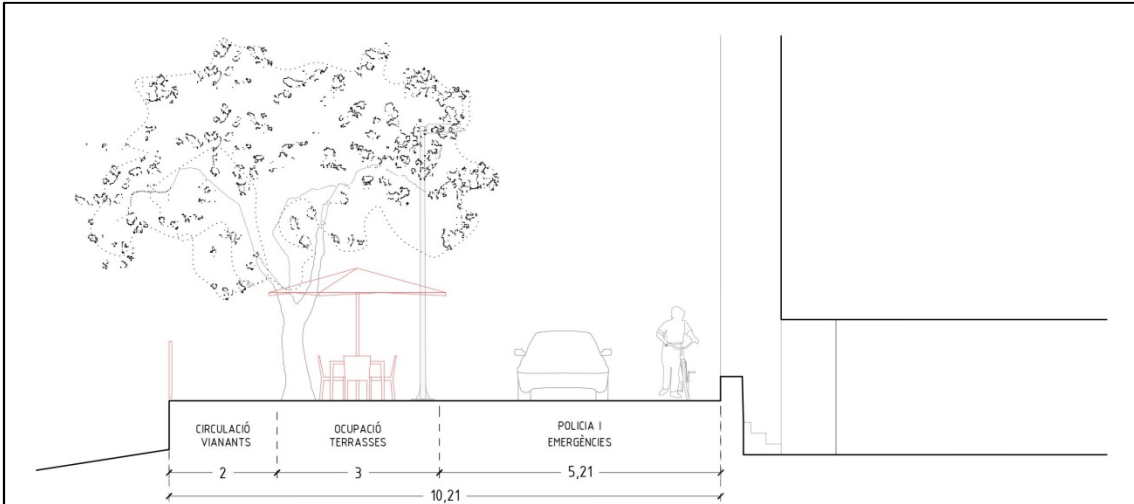 CIRCULACIÓ
VIANANTS
OCUPACIÓ
TERRASSES
POLICIA I
EMERGÈNCIES
2
3
5,21
10,21